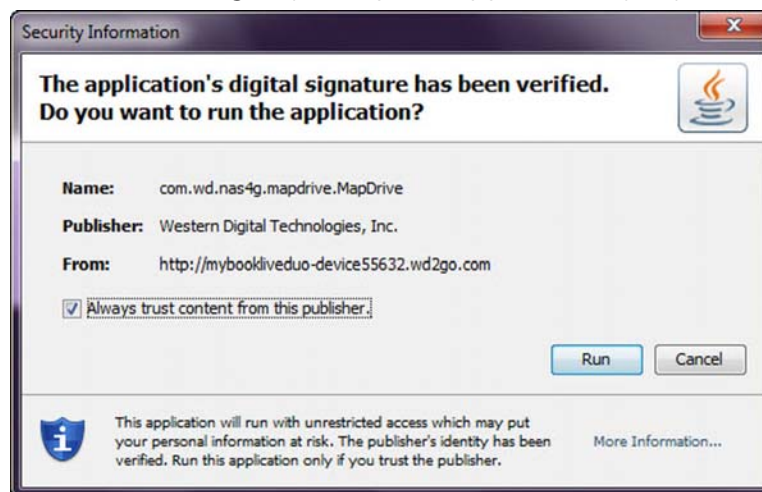 Security Information
The application's digital signature has been verified.
Do you want to run the application?
Name: com.wd.nas4g.mapdrive.MapDrive
Publisher: Western Digital Technologies, Inc.
From: http://mybookliveduo-device55632.wd2go.com
Always trust content from this publisher.
Run Cancel
This application will run with unrestricted access which may put
your personal information at risk. The publisher's identity has been
verified. Run this application only if you trust the publisher.
More Information...